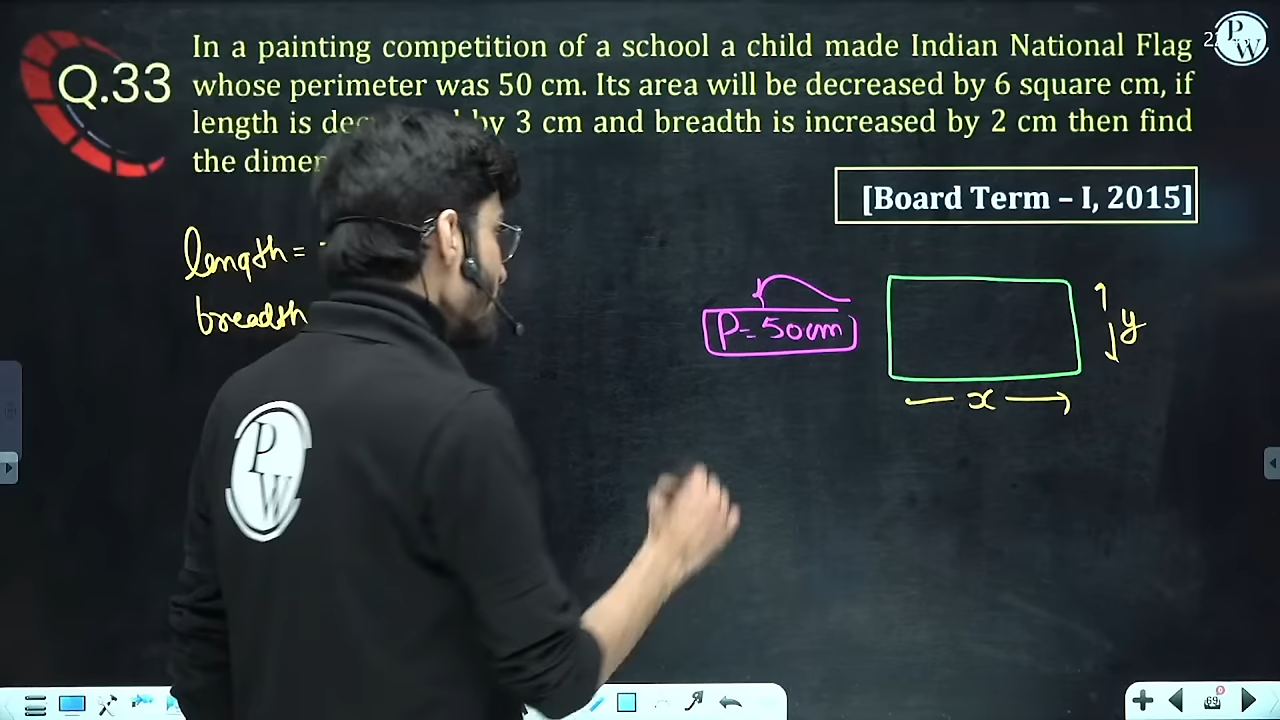 In a painting competition of a school a child made Indian National Flag
Q.33
whose perimeter was 50 cm. Its area will be decreased by 6 square cm, if
length is by 3 cm and breadth is increased by 2 cm then find
the
[Board Term – I, 2015]
length =
breadth
P = 50cm
y
x
P
W
P
W
69